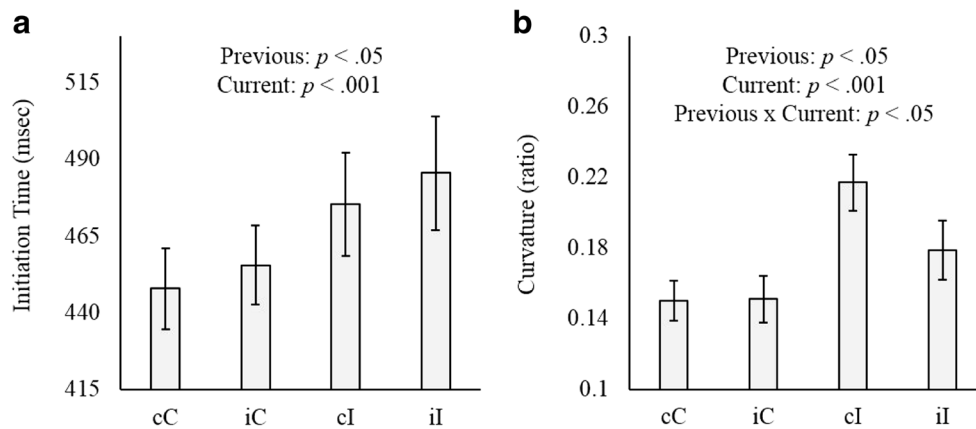 a
Previous: p < .05
Current: p < .001
Initiation Time (msec)
515
490
465
440
415
cC iC cI iI
b
Previous: p < .05
Current: p < .001
Previous x Current: p < .05
Curvature (ratio)
0.3
0.26
0.22
0.18
0.14
0.1
cC iC cI iI